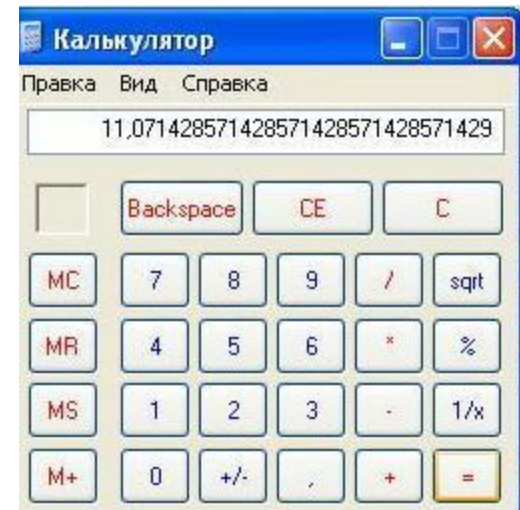 Калькулятор
Правка Вид Справка
11,071428571428571428571428571429
Backspace CE C
MC 7 8 9 / sqrt
MR 4 5 6 * %
MS 1 2 3 - 1/x
M+ 0 +/- , + =